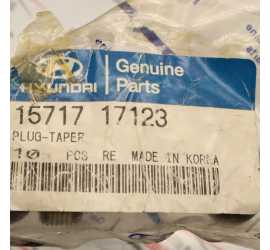 Genuine
Parts
HYUNDAI
15717 17123
PLUG-TAPER
10 PCS RE MADE IN KOREA